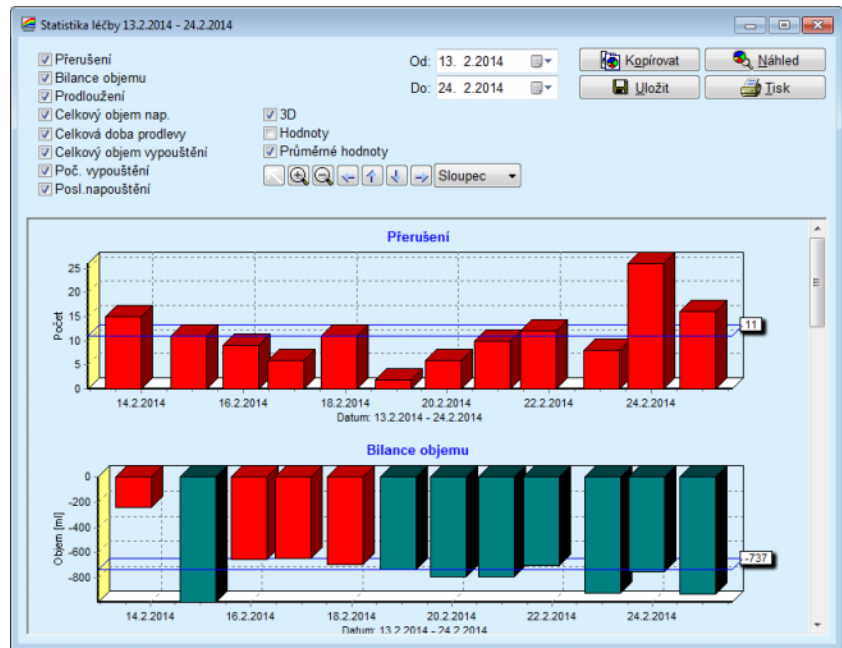 Statistika léčby 13.2.2014 - 24.2.2014
Přerušení
Bilance objemu
Prodloužení
Celkový objem nap.
Celková doba prodlevy
Celkový objem vypouštění
Poč. vypouštění
Posl.napouštění
3D
Hodnoty
Průměrné hodnoty
Sloupec
Od: 13. 2.2014
Do: 24. 2.2014
Kopírovat
Náhled
Uložit
Tisk
Přerušení
Počet
25
20
15
10
5
0
11
14.2.2014 16.2.2014 18.2.2014 20.2.2014 22.2.2014 24.2.2014
Datum: 13.2.2014 - 24.2.2014
Bilance objemu
Objem [ml]
0
-200
-400
-600
-800
-737
14.2.2014 16.2.2014 18.2.2014 20.2.2014 22.2.2014 24.2.2014
Datum: 13.2.2014 - 24.2.2014